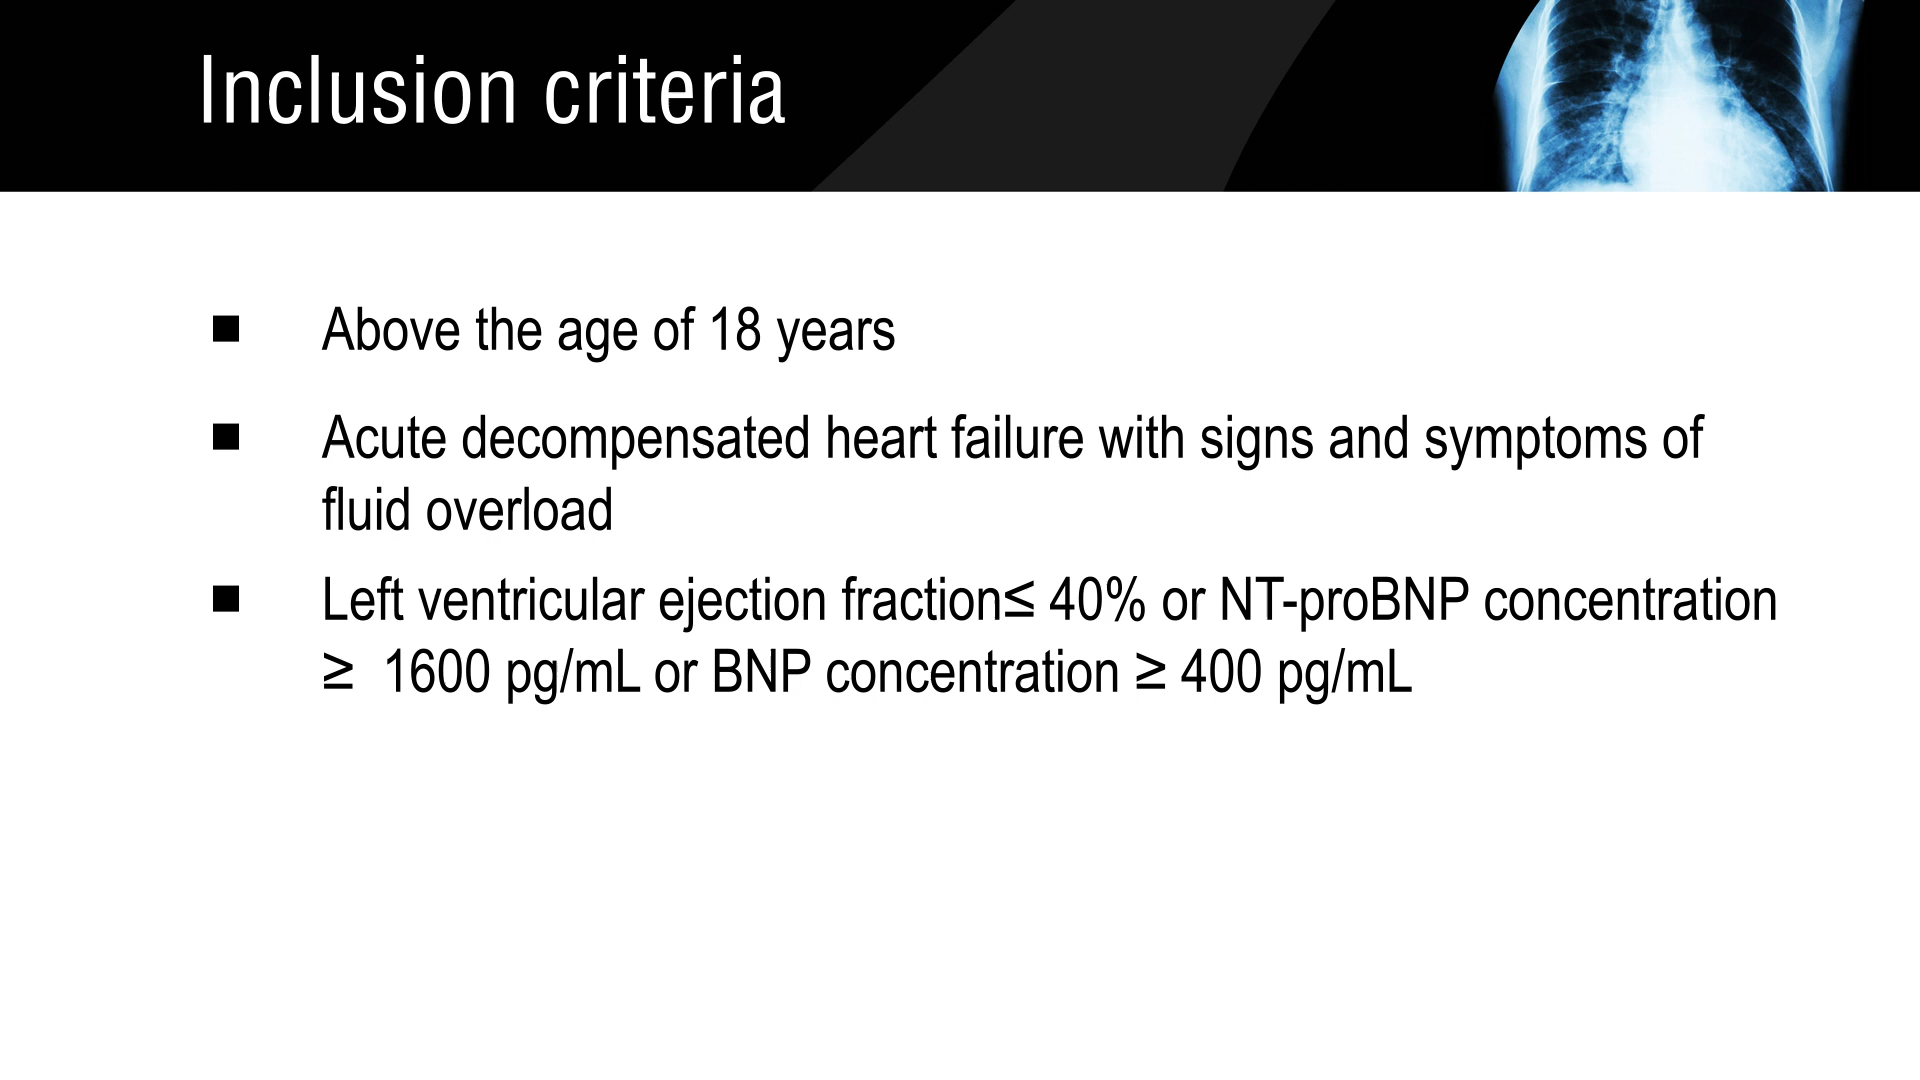 Inclusion criteria
■ Above the age of 18 years
■ Acute decompensated heart failure with signs and symptoms of
fluid overload
■ Left ventricular ejection fraction≤ 40% or NT-proBNP concentration
≥  1600 pg/mL or BNP concentration ≥ 400 pg/mL